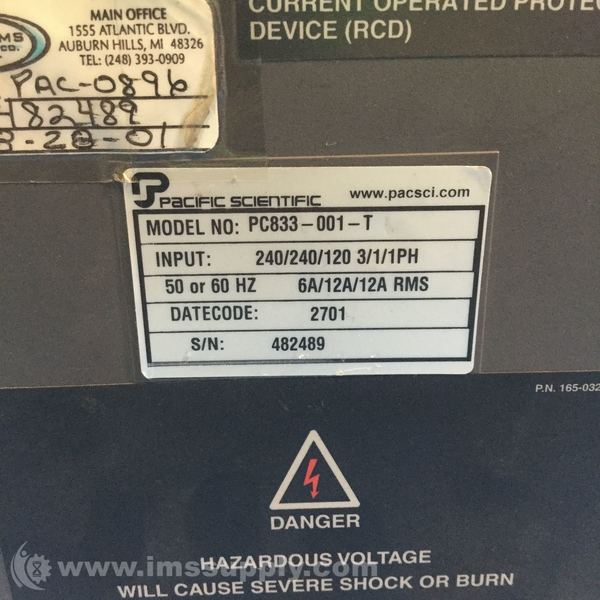 CURRENT OPERATED PROTEC
DEVICE (RCD)
MAIN OFFICE
1555 ATLANTIC BLVD.
AUBURN HILLS, MI 48326
TEL: (248) 393-0909
PAC-0896
482489
28-01
PACIFIC SCIENTIFIC www.pacsci.com
MODEL NO: PC833-001-T
INPUT: 240/240/120 3/1/1PH
50 or 60 HZ 6A/12A/12A RMS
DATECODE: 2701
S/N: 482489
P.N. 165-032
DANGER
HAZARDOUS VOLTAGE
WILL CAUSE SEVERE SHOCK OR BURN
www.imssupply.com